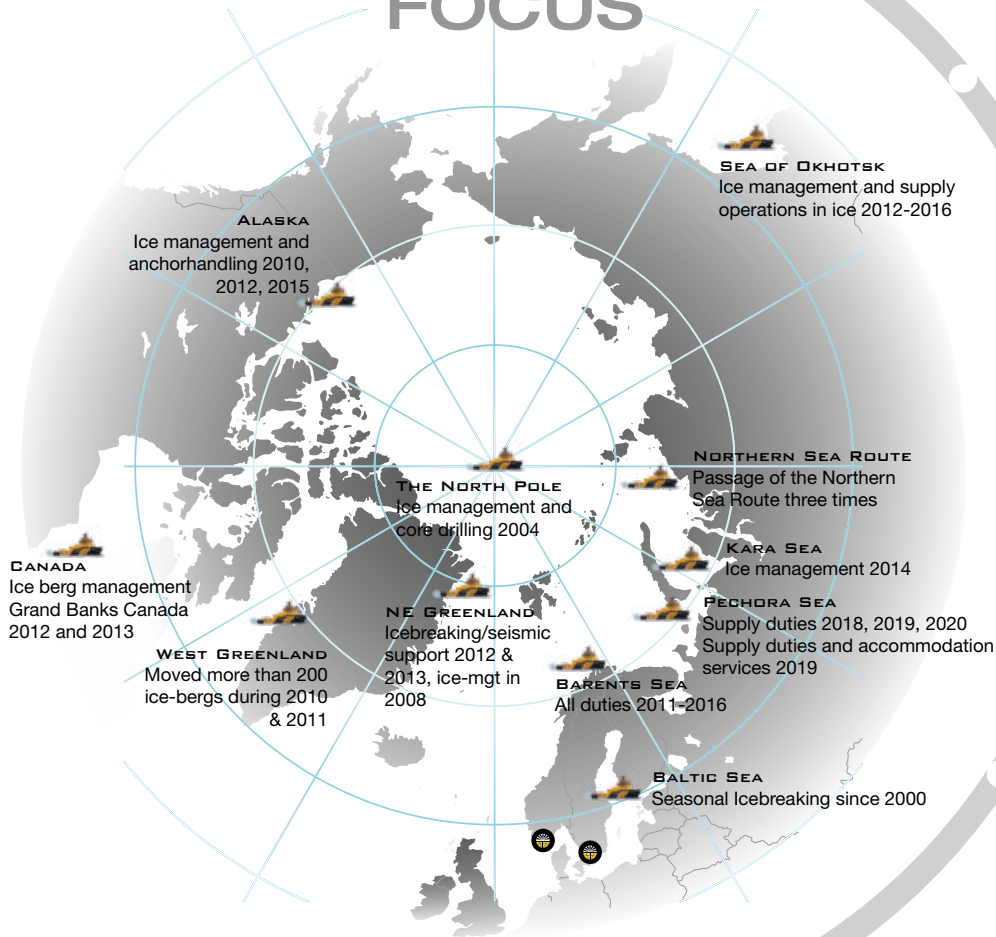 FOCUS
SEA OF OKHOTSK
Ice management and supply
operations in ice 2012-2016
ALASKA
Ice management and
anchorhandling 2010,
2012, 2015
NORTHERN SEA ROUTE
Passage of the Northern
Sea Route three times
THE NORTH POLE
Ice management and
core drilling 2004
KARA SEA
Ice management 2014
CANADA
Ice berg management
Grand Banks Canada
2012 and 2013
PECHORA SEA
Supply duties 2018, 2019, 2020
Supply duties and accommodation
services 2019
NE GREENLAND
Icebreaking/seismic
support 2012 &
2013, ice-mgt in
2008
WEST GREENLAND
Moved more than 200
ice-bergs during 2010
& 2011
BARENTS SEA
All duties 2011-2016
BALTIC SEA
Seasonal Icebreaking since 2000